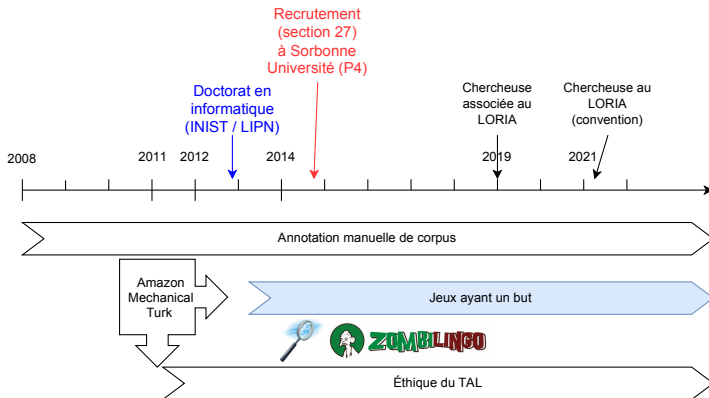 Recrutement
(section 27)
à Sorbonne
Université (P4)
Doctorat en
informatique
(INIST / LIPN)
Chercheuse
associée au
LORIA
Chercheuse au
LORIA
(convention)
2008
2011
2012
2014
2019
2021
Annotation manuelle de corpus
Amazon
Mechanical
Turk
Jeux ayant un but
ZOMBILINGO
Éthique du TAL